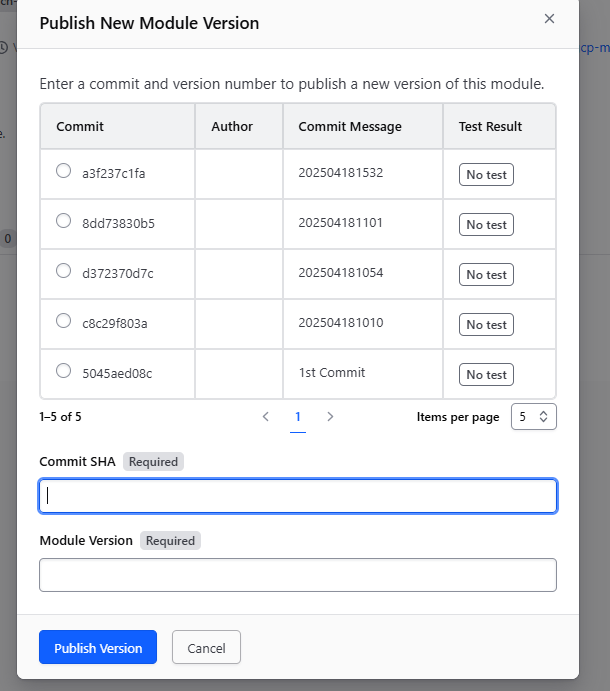 Publish New Module Version
Enter a commit and version number to publish a new version of this module.
Commit Author Commit Message Test Result
a3f237c1fa 202504181532 No test
8dd73830b5 202504181101 No test
d372370d7c 202504181054 No test
c8c29f803a 202504181010 No test
5045aed08c 1st Commit No test
1–5 of 5 1 Items per page 5
Commit SHA Required
Module Version Required
Publish Version Cancel
0
cp-m